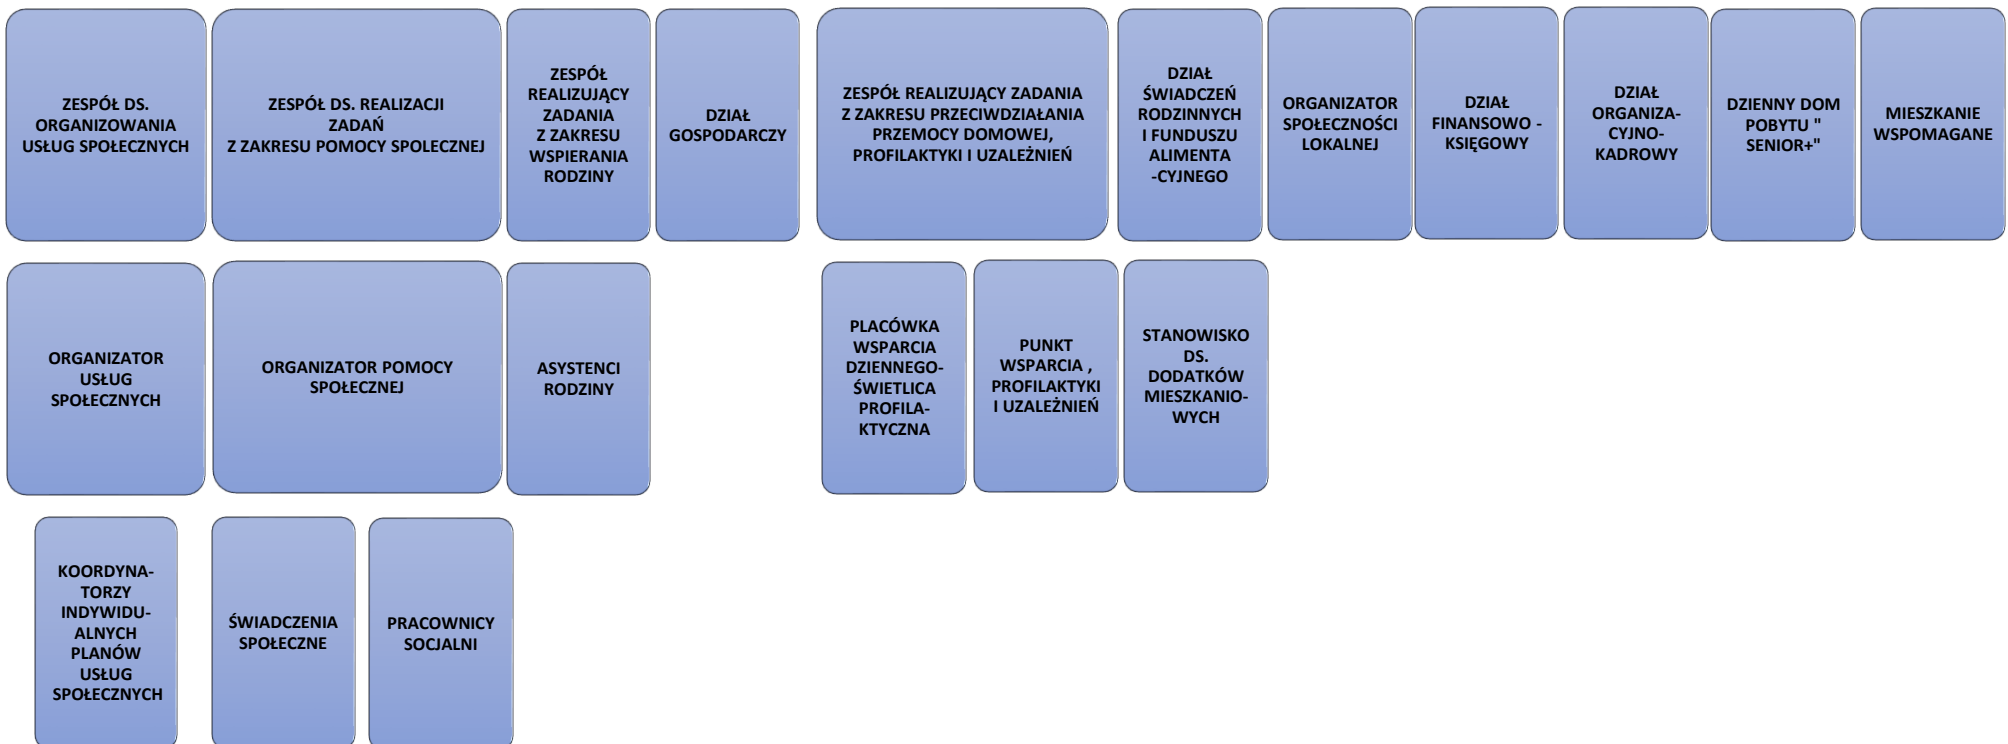 ZESPÓŁ DS.
ORGANIZOWANIA
USŁUG SPOŁECZNYCH
ZESPÓŁ DS. REALIZACJI
ZADAŃ
Z ZAKRESU POMOCY SPOLECZNEJ
ZESPÓŁ
REALIZUJĄCY
ZADANIA
Z ZAKRESU
WSPIERANIA
RODZINY
DZIAŁ
GOSPODARCZY
ZESPÓŁ REALIZUJĄCY ZADANIA
Z ZAKRESU PRZECIWDZIAŁANIA
PRZEMOCY DOMOWEJ,
PROFILAKTYKI I UZALEŻNIEŃ
DZIAŁ
ŚWIADCZEŃ
RODZINNYCH
I FUNDUSZU
ALIMENTA
-CYJNEGO
ORGANIZATOR
SPOŁECZNOŚCI
LOKALNEJ
DZIAŁ
FINANSOWO -
KSIĘGOWY
DZIAŁ
ORGANIZA-
CYJNO-
KADROWY
DZIENNY DOM
POBYTU "
SENIOR+"
MIESZKANIE
WSPOMAGANE
ORGANIZATOR
USŁUG
SPOŁECZNYCH
ORGANIZATOR POMOCY
SPOŁECZNEJ
ASYSTENCI
RODZINY
PLACÓWKA
WSPARCIA
DZIENNEGO-
ŚWIETLICA
PROFILA-
KTYCZNA
PUNKT
WSPARCIA ,
PROFILAKTYKI
I UZALEŻNIEŃ
STANOWISKO
DS.
DODATKÓW
MIESZKANIO-
WYCH
KOORDYNA-
TORZY
INDYWIDU-
ALNYCH
PLANÓW
USŁUG
SPOŁECZNYCH
ŚWIADCZENIA
SPOŁECZNE
PRACOWNICY
SOCJALNI